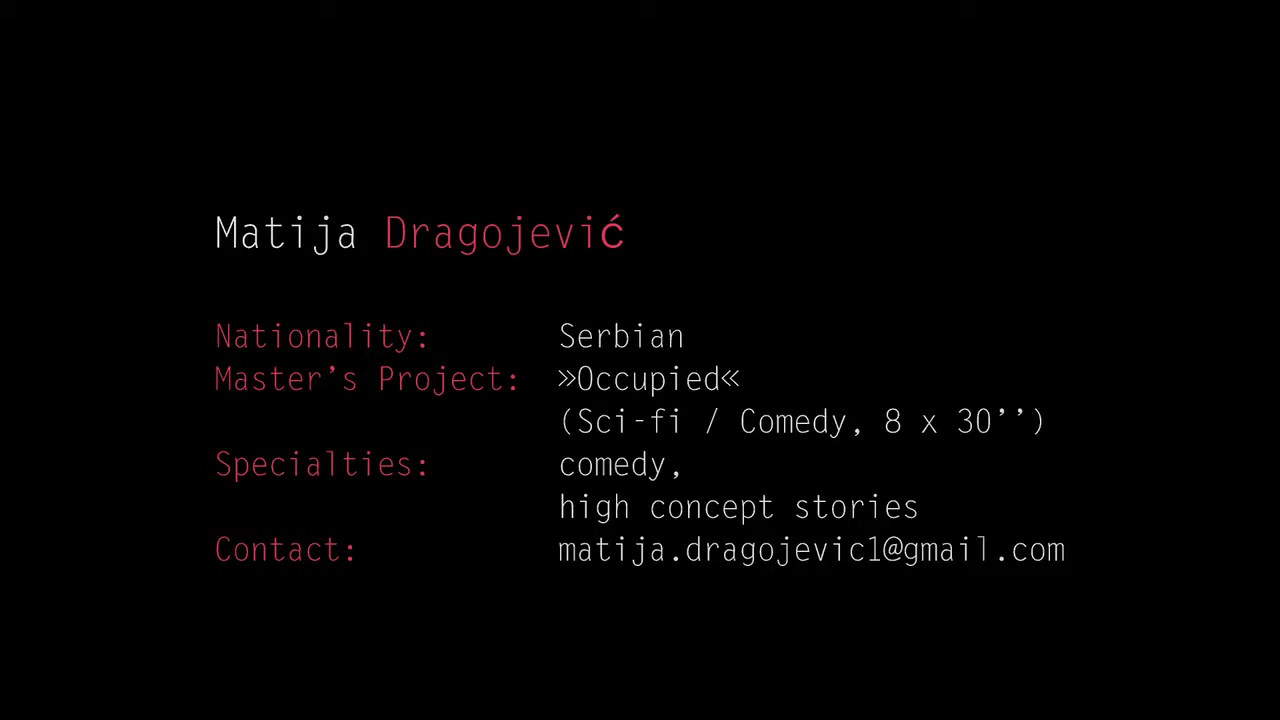 Matija Dragojević
Nationality: Serbian
Master’s Project: »Occupied«
(Sci-fi / Comedy, 8 x 30’’)
Specialties: comedy,
high concept stories
Contact: matija.dragojevic1@gmail.com